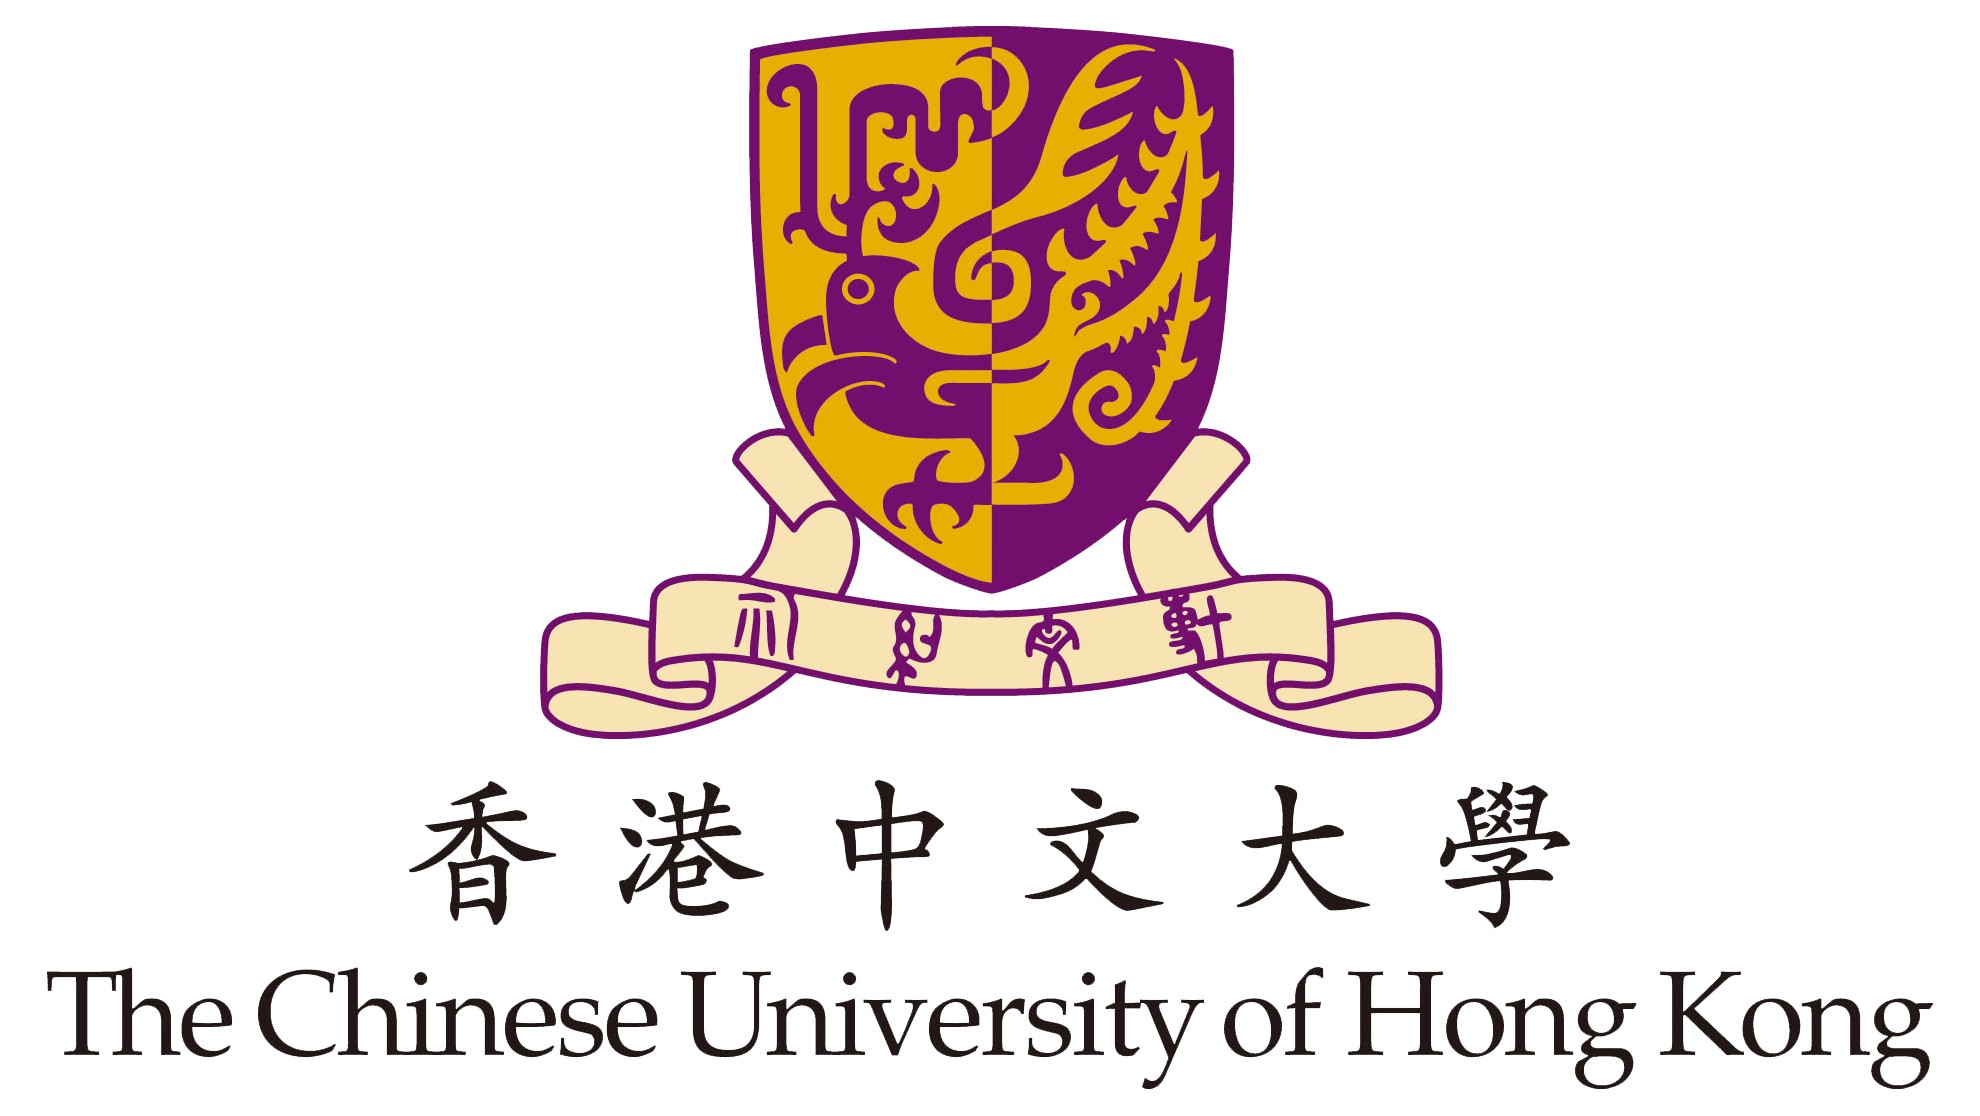 香港中文大學
The Chinese University of Hong Kong